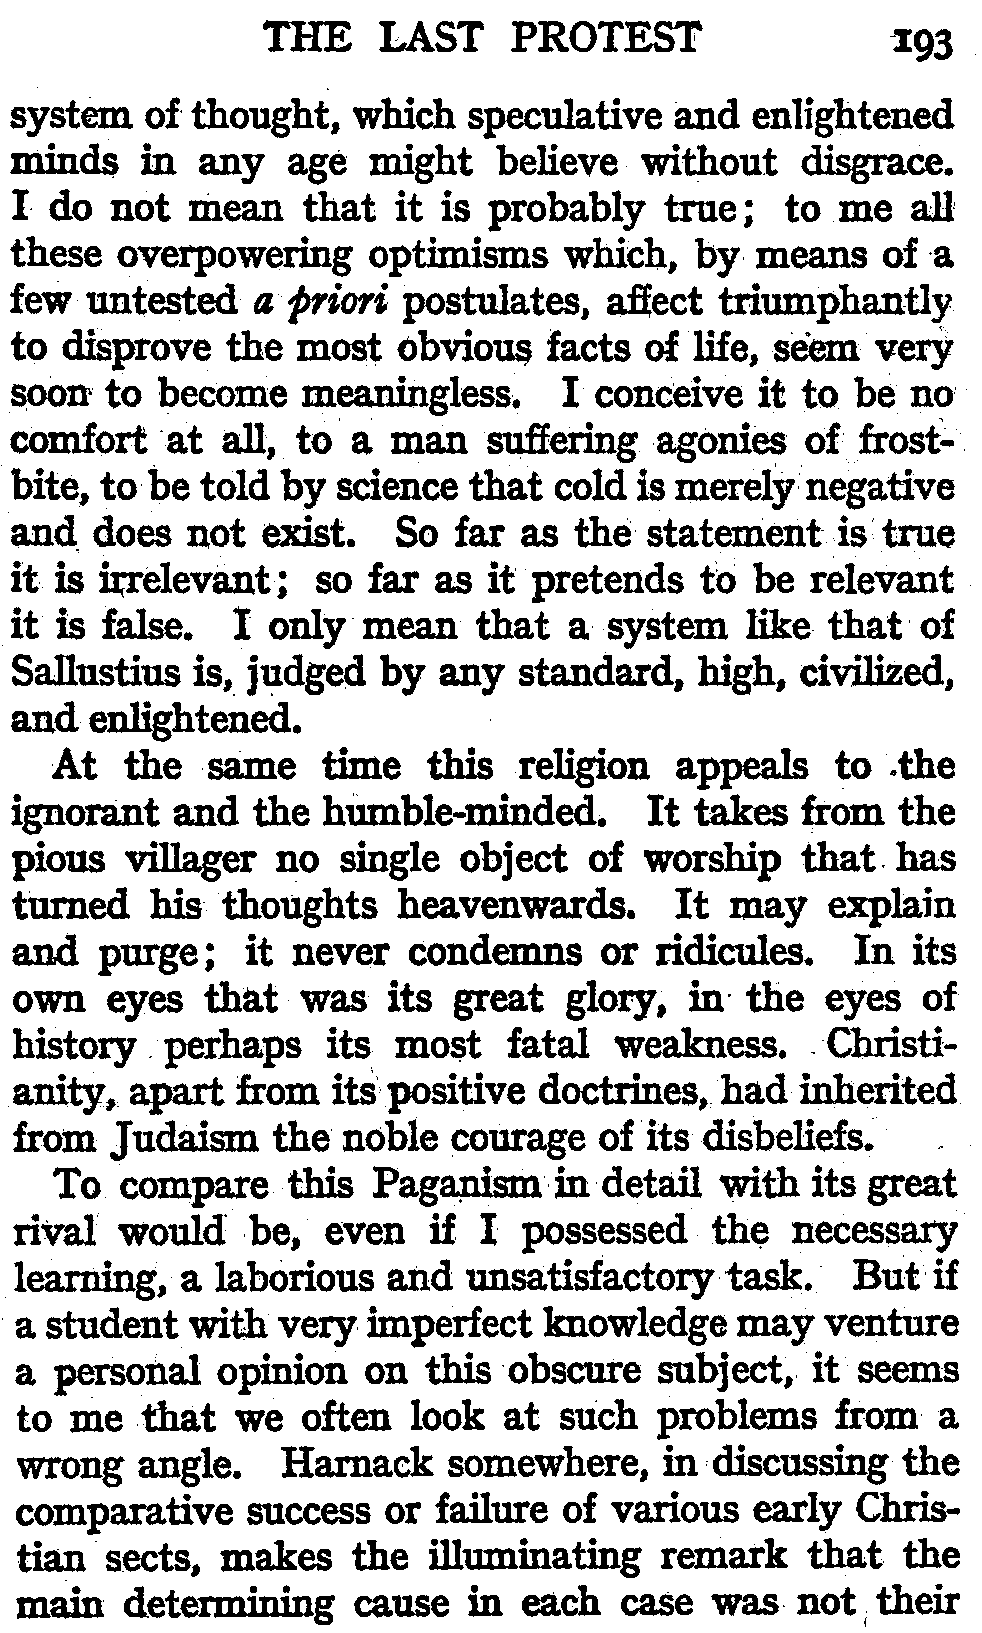 THE LAST PROTEST 193
system of thought, which speculative and enlightened
minds in any age might believe without disgrace.
I do not mean that it is probably true; to me all
these overpowering optimisms which, by means of a
few untested a priori postulates, affect triumphantly
to disprove the most obvious facts of life, seem very
soon to become meaningless. I conceive it to be no
comfort at all, to a man suffering agonies of frost-
bite, to be told by science that cold is merely negative
and does not exist. So far as the statement is true
it is irrelevant; so far as it pretends to be relevant
it is false. I only mean that a system like that of
Sallustius is, judged by any standard, high, civilized,
and enlightened.
At the same time this religion appeals to the
ignorant and the humble-minded. It takes from the
pious villager no single object of worship that has
turned his thoughts heavenwards. It may explain
and purge; it never condemns or ridicules. In its
own eyes that was its great glory, in the eyes of
history perhaps its most fatal weakness. Christi-
anity, apart from its positive doctrines, had inherited
from Judaism the noble courage of its disbeliefs.
To compare this Paganism in detail with its great
rival would be, even if I possessed the necessary
learning, a laborious and unsatisfactory task. But if
a student with very imperfect knowledge may venture
a personal opinion on this obscure subject, it seems
to me that we often look at such problems from a
wrong angle. Harnack somewhere, in discussing the
comparative success or failure of various early Chris-
tian sects, makes the illuminating remark that the
main determining cause in each case was not their